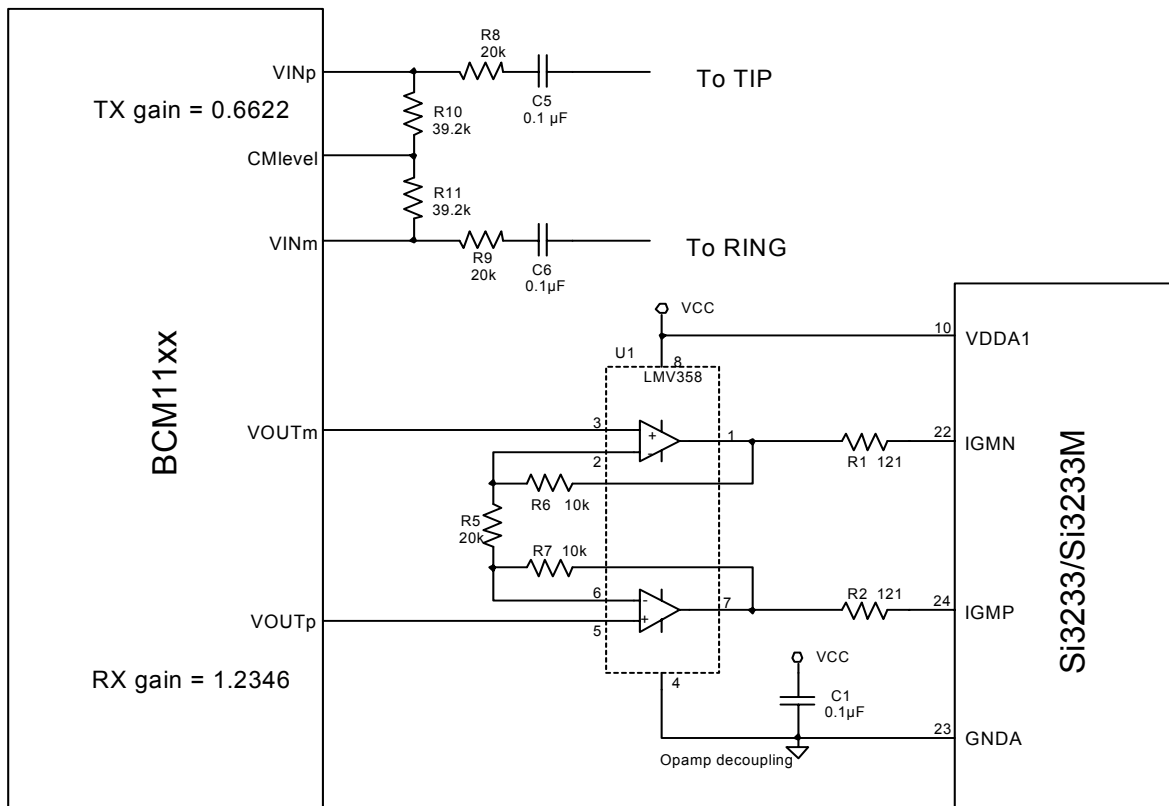 R8
20k
VINp
To TIP
C5
0.1 µF
TX gain = 0.6622
R10
39.2k
CMlevel
R11
39.2k
VINm
To RING
R9
20k
C6
0.1µF
VCC
10
VDDA1
U1
8
LMV358
BCM11xx
VOUTm
3
+
1
22
IGMN
2
-
R1 121
R6 10k
R5
20k
R7 10k
Si3233/Si3233M
6
-
7
R2 121
24
IGMP
VOUTp
5
+
VCC
RX gain = 1.2346
4
C1
0.1µF
23
GNDA
Opamp decoupling